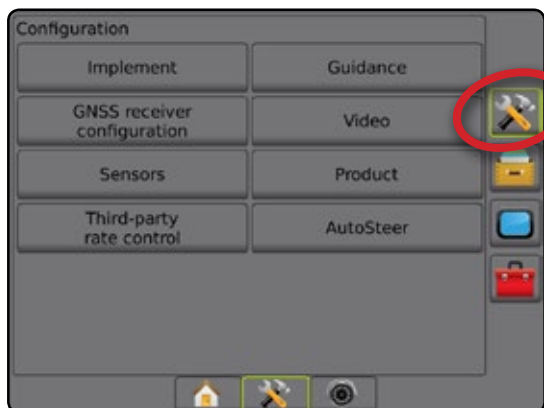 Configuration
Implement
Guidance
GNSS receiver
configuration
Video
Sensors
Product
Third-party
rate control
AutoSteer